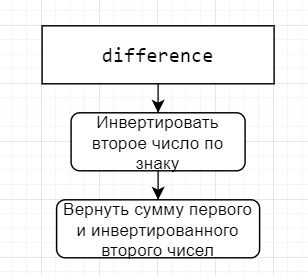 difference
Инвертировать
второе число по
знаку
Вернуть сумму первого
и инвертированного
второго чисел